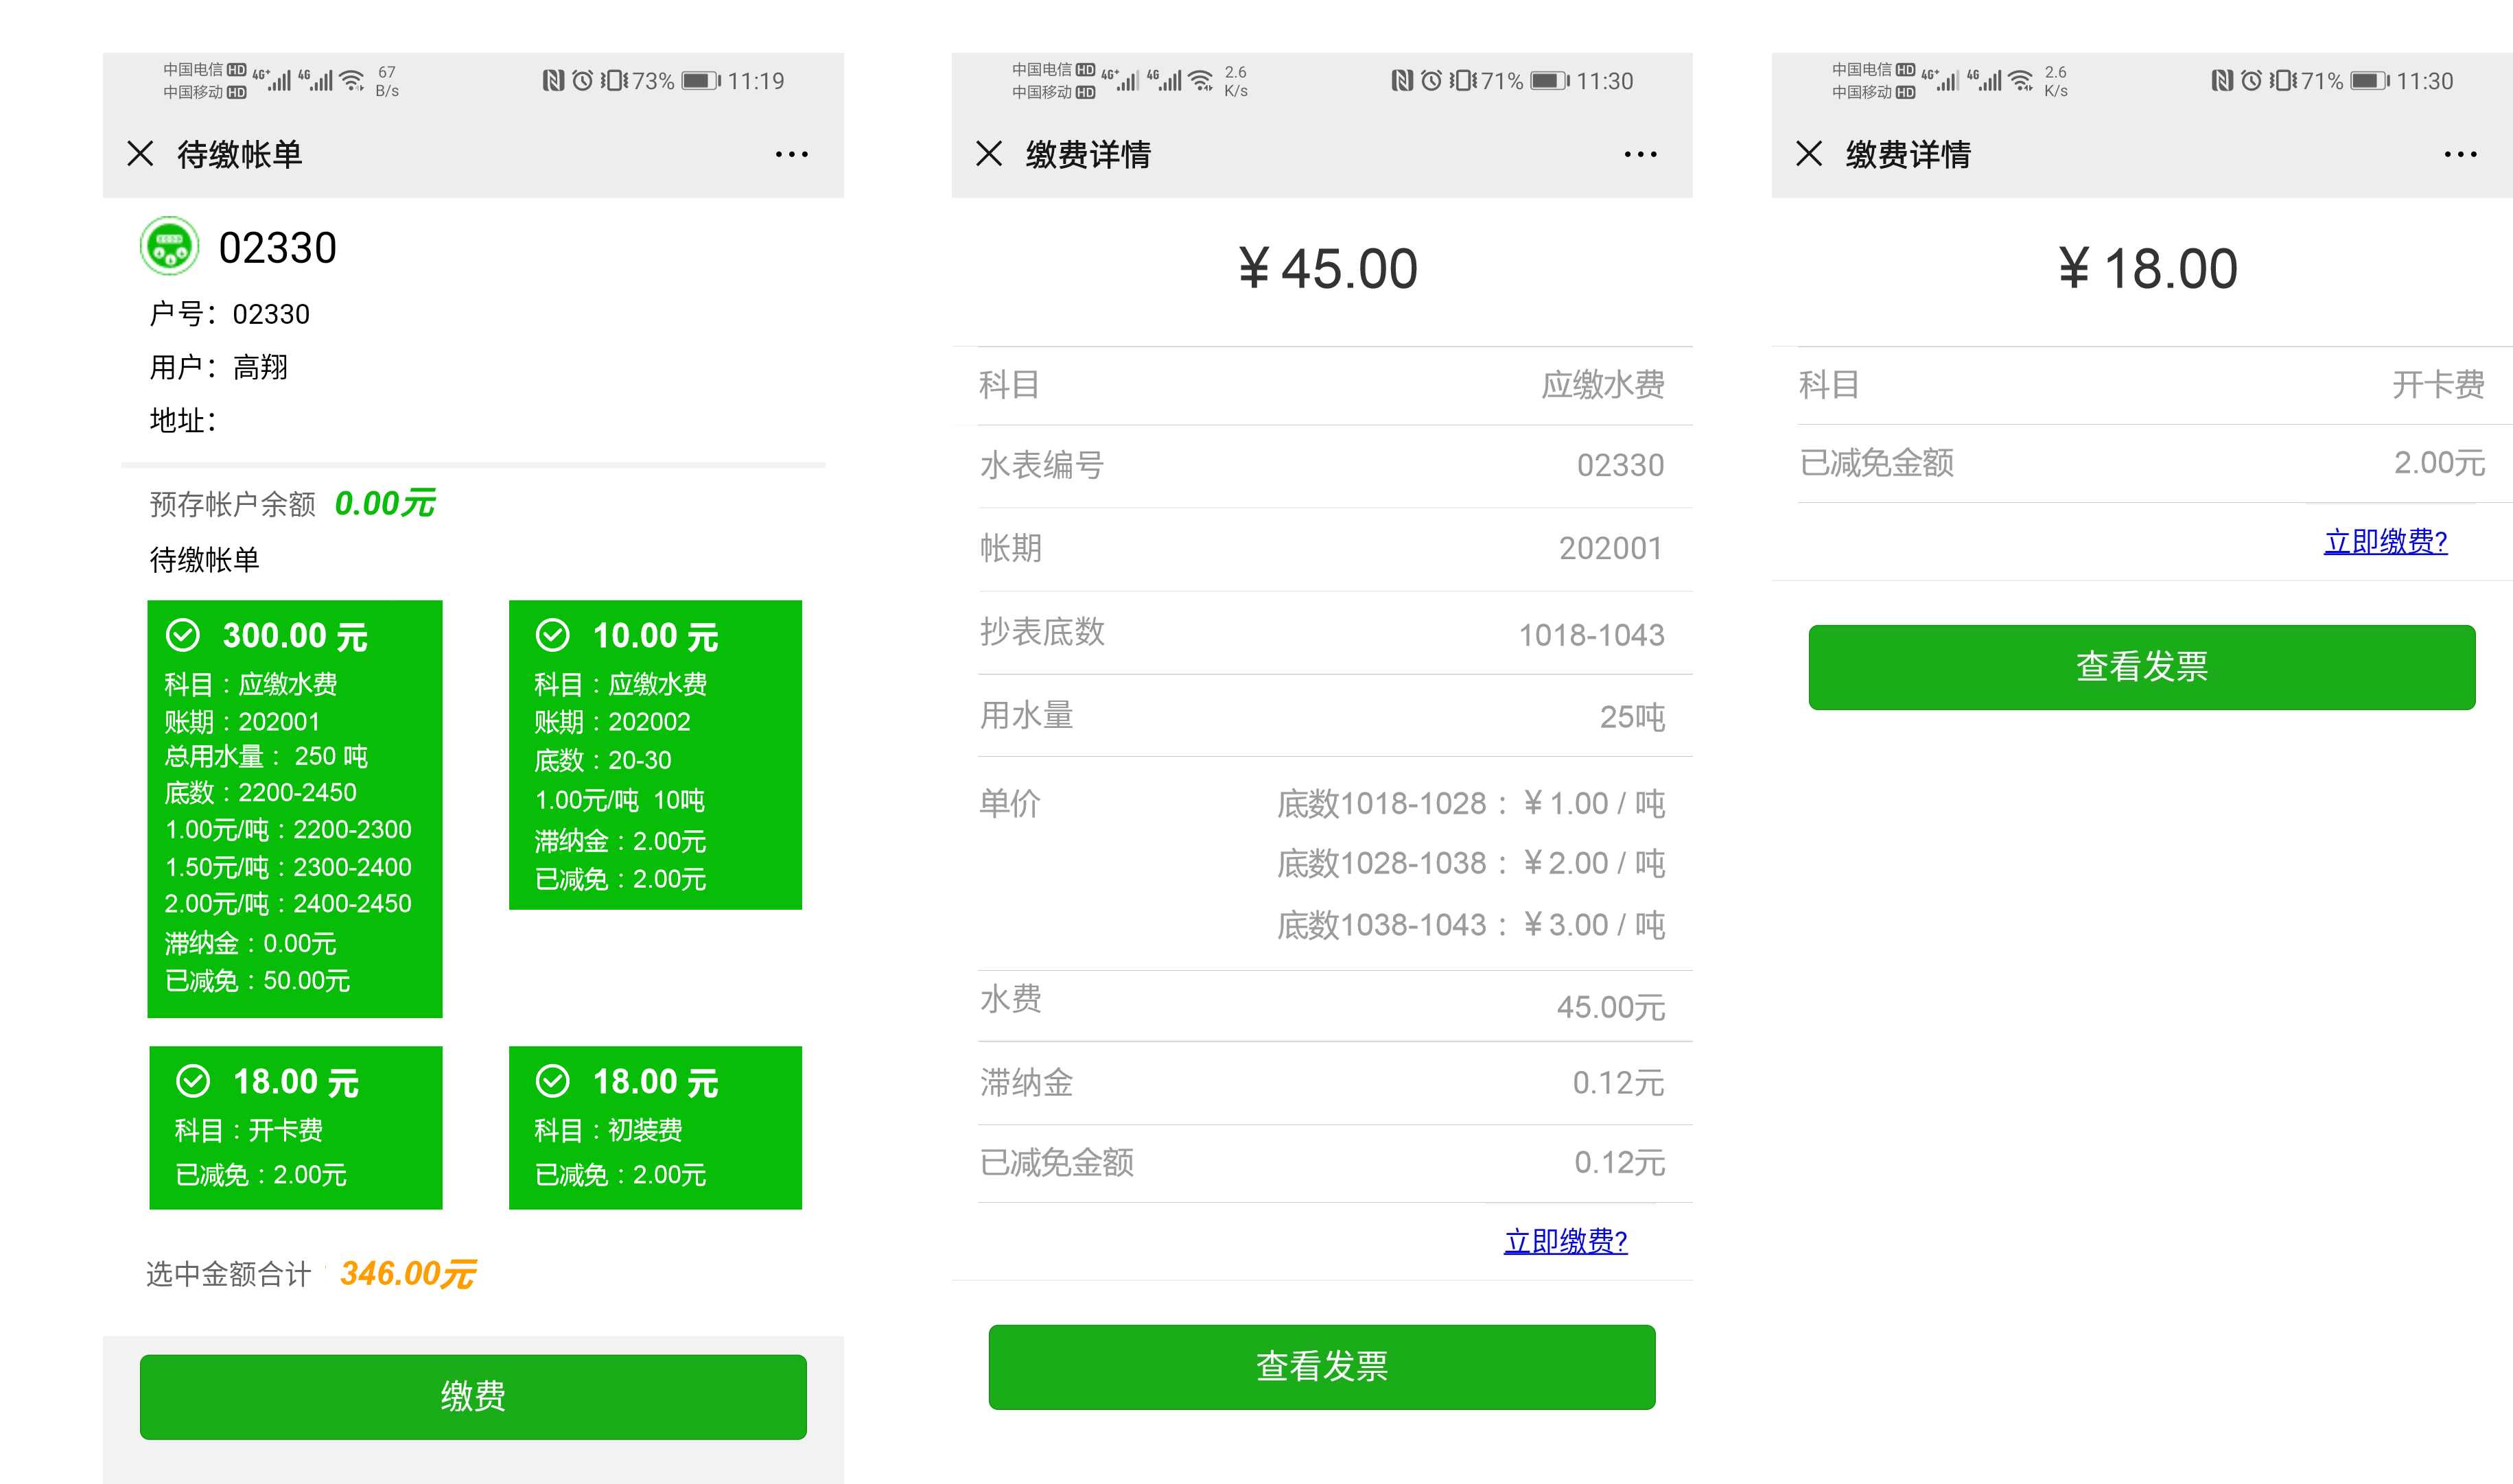 中国电信 HD 4G+ 4G 67 B/s
中国移动 HD
73% 11:19
待缴帐单
02330
户号：02330
用户：高翔
地址：
预存帐户余额 0.00元
待缴帐单
300.00 元
科目：应缴水费
账期：202001
总用水量： 250 吨
底数：2200-2450
1.00元/吨：2200-2300
1.50元/吨：2300-2400
2.00元/吨：2400-2450
滞纳金：0.00元
已减免：50.00元
10.00 元
科目：应缴水费
账期：202002
底数：20-30
1.00元/吨 10吨
滞纳金：2.00元
已减免：2.00元
18.00 元
科目：开卡费
已减免：2.00元
18.00 元
科目：初装费
已减免：2.00元
选中金额合计 346.00元
缴费
中国电信 HD 4G+ 4G 2.6 K/s
中国移动 HD
71% 11:30
缴费详情
￥45.00
科目 应缴水费
水表编号 02330
帐期 202001
抄表底数 1018-1043
用水量 25吨
单价 底数1018-1028：￥1.00 / 吨
底数1028-1038：￥2.00 / 吨
底数1038-1043：￥3.00 / 吨
水费 45.00元
滞纳金 0.12元
已减免金额 0.12元
立即缴费?
查看发票
中国电信 HD 4G+ 4G 2.6 K/s
中国移动 HD
71% 11:30
缴费详情
￥18.00
科目 开卡费
已减免金额 2.00元
立即缴费?
查看发票